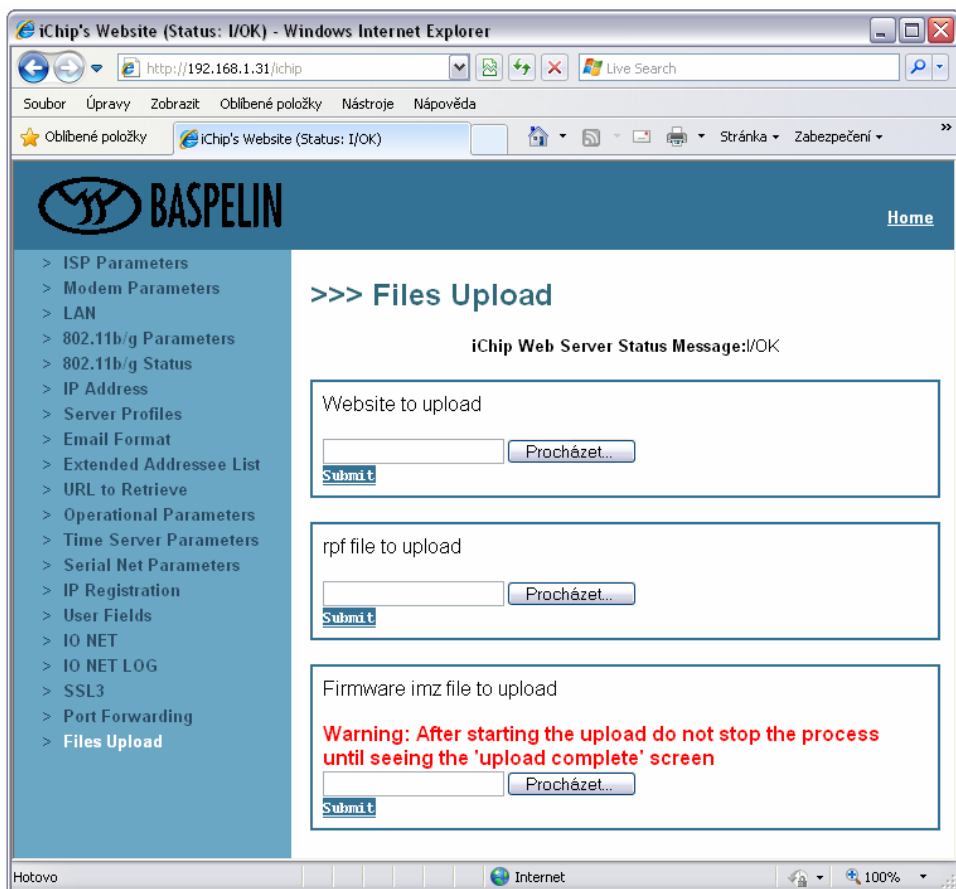 iChip's Website (Status: I/OK) - Windows Internet Explorer
http://192.168.1.31/ichip
Live Search
Soubor Úpravy Zobrazit Oblíbené položky Nástroje Nápověda
Oblíbené položky iChip's Website (Status: I/OK) Stránka Zabezpečení »
BASPELIN
Home
> ISP Parameters
> Modem Parameters
> LAN
> 802.11b/g Parameters
> 802.11b/g Status
> IP Address
> Server Profiles
> Email Format
> Extended Addressee List
> URL to Retrieve
> Operational Parameters
> Time Server Parameters
> Serial Net Parameters
> IP Registration
> User Fields
> IO NET
> IO NET LOG
> SSL3
> Port Forwarding
> Files Upload
>>> Files Upload
iChip Web Server Status Message:I/OK
Website to upload
Procházet...
Submit
rpf file to upload
Procházet...
Submit
Firmware imz file to upload
Warning: After starting the upload do not stop the process
until seeing the 'upload complete' screen
Procházet...
Submit
Hotovo Internet 100%